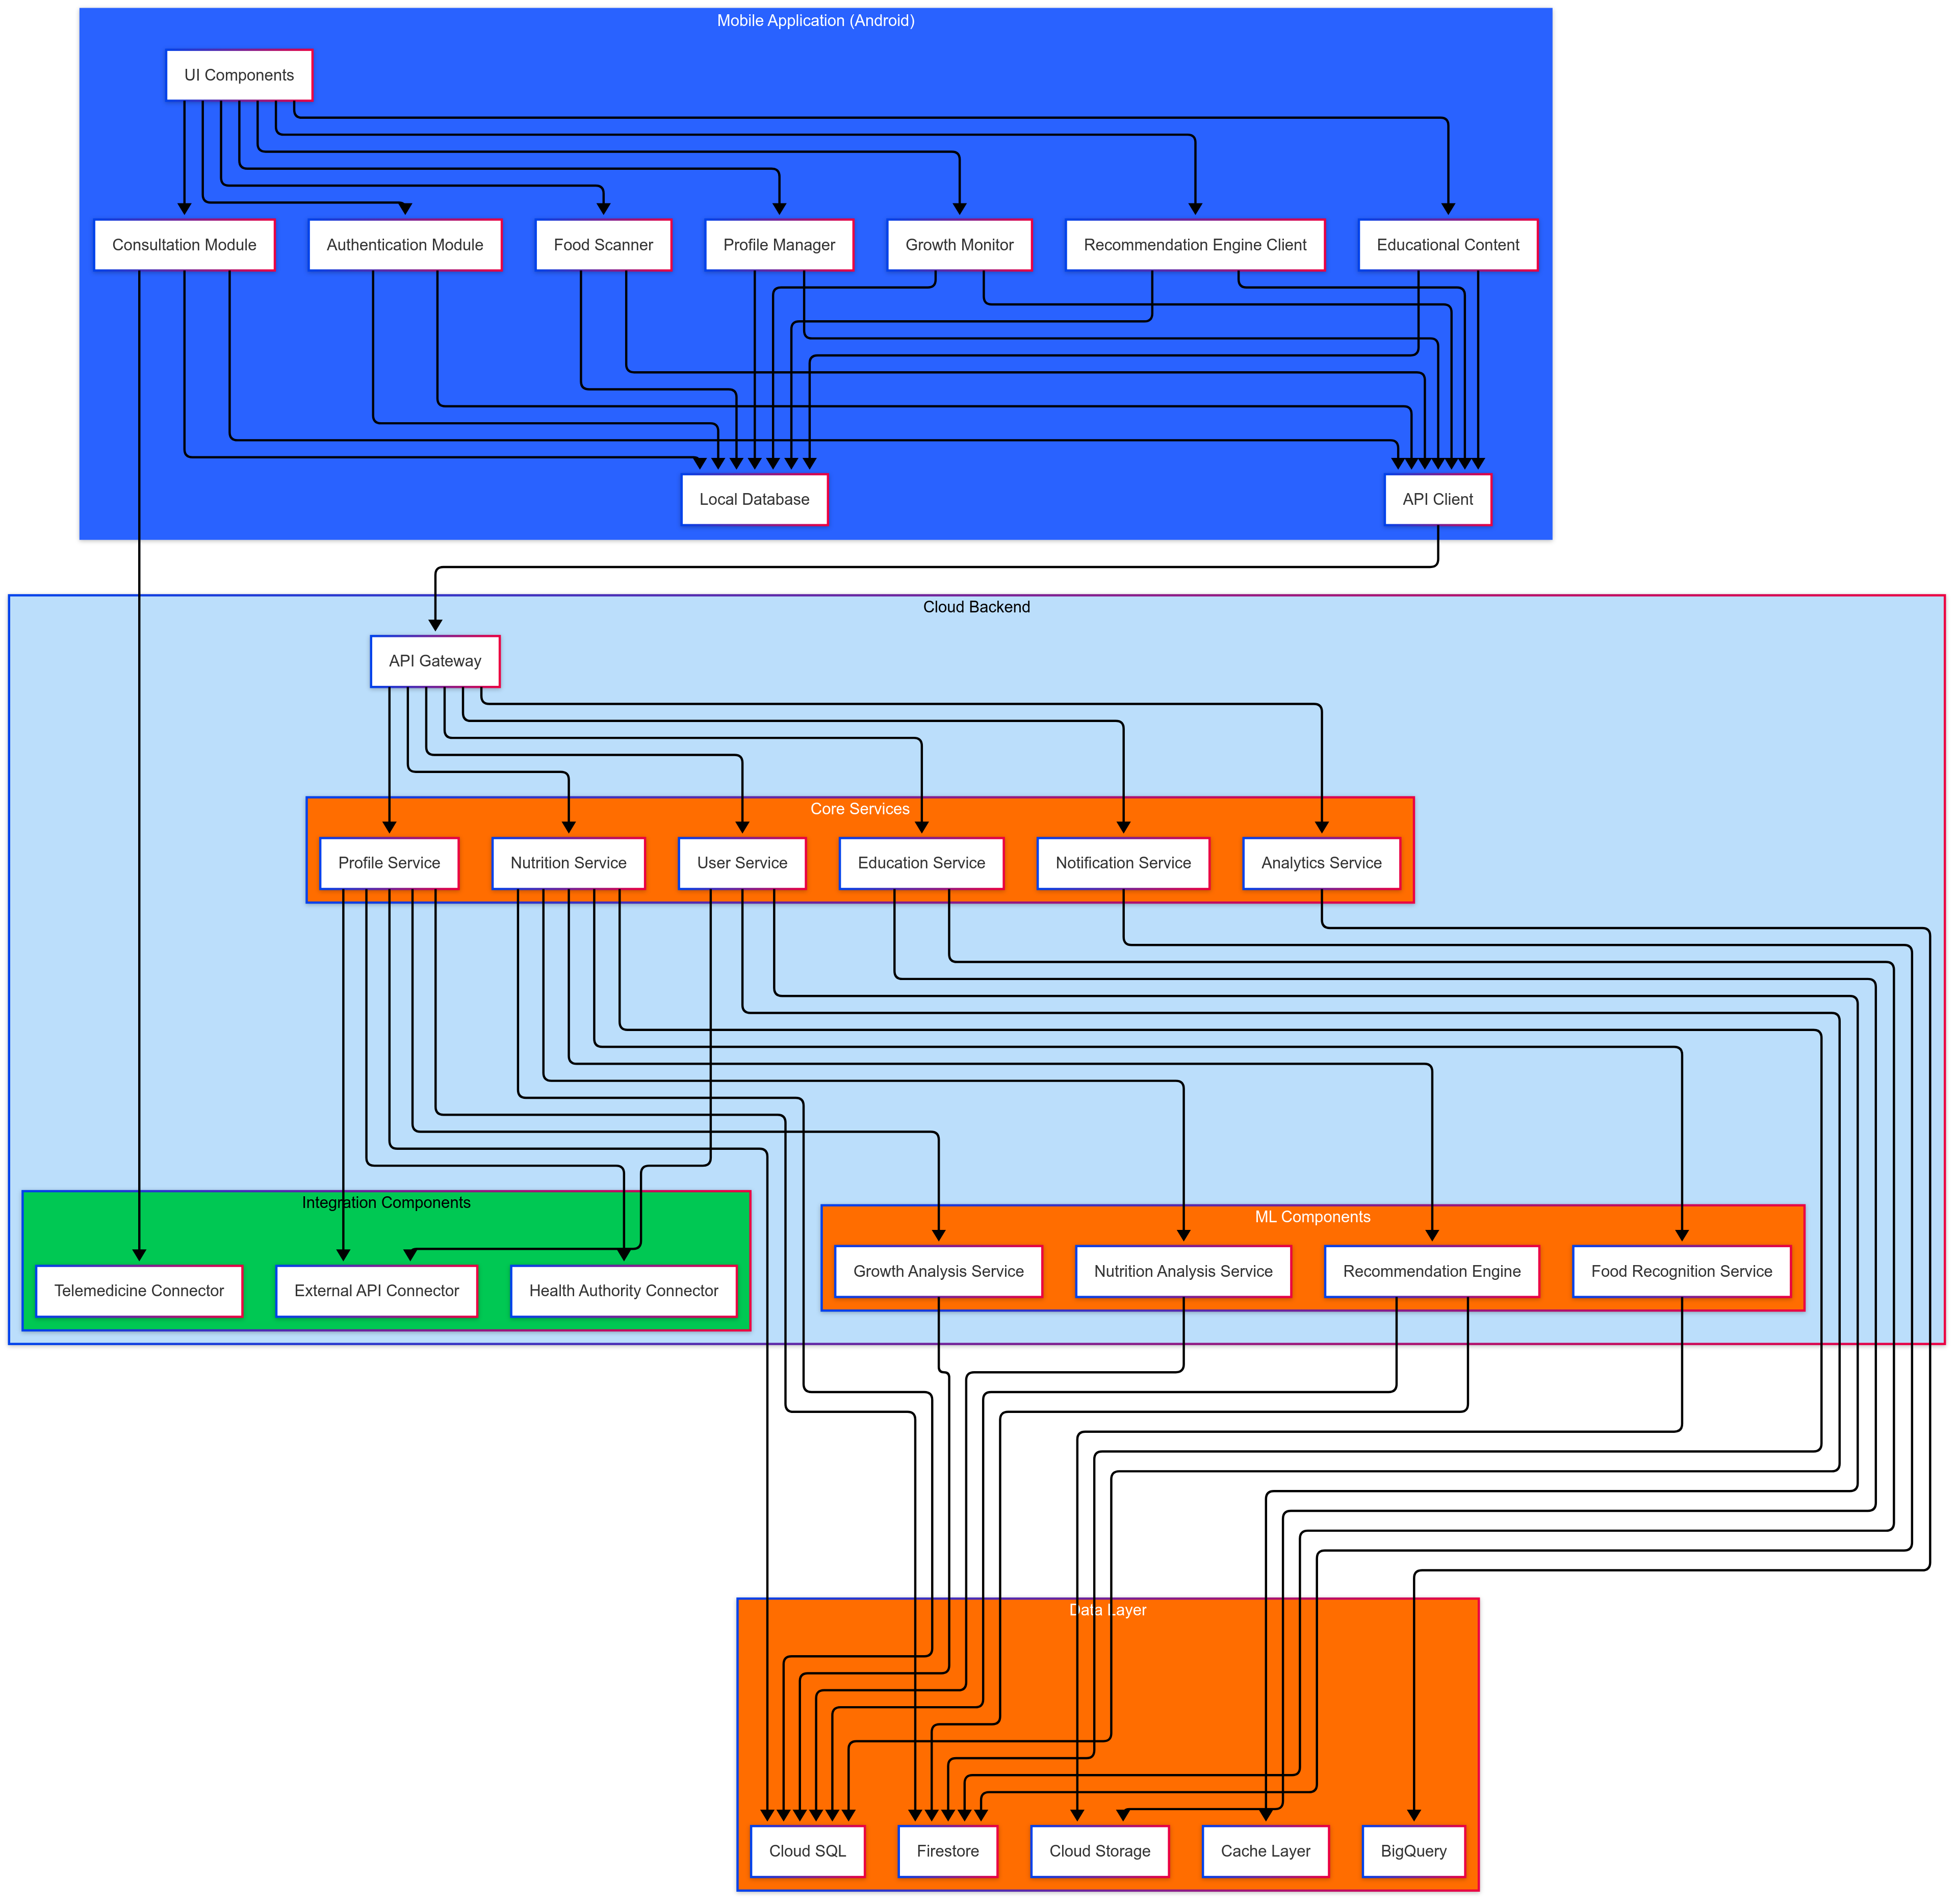 Mobile Application (Android)
UI Components
Consultation Module
Authentication Module
Food Scanner
Profile Manager
Growth Monitor
Recommendation Engine Client
Educational Content
Local Database
API Client
Cloud Backend
API Gateway
Core Services
Profile Service
Nutrition Service
User Service
Education Service
Notification Service
Analytics Service
Integration Components
Telemedicine Connector
External API Connector
Health Authority Connector
ML Components
Growth Analysis Service
Nutrition Analysis Service
Recommendation Engine
Food Recognition Service
Data Layer
Cloud SQL
Firestore
Cloud Storage
Cache Layer
BigQuery